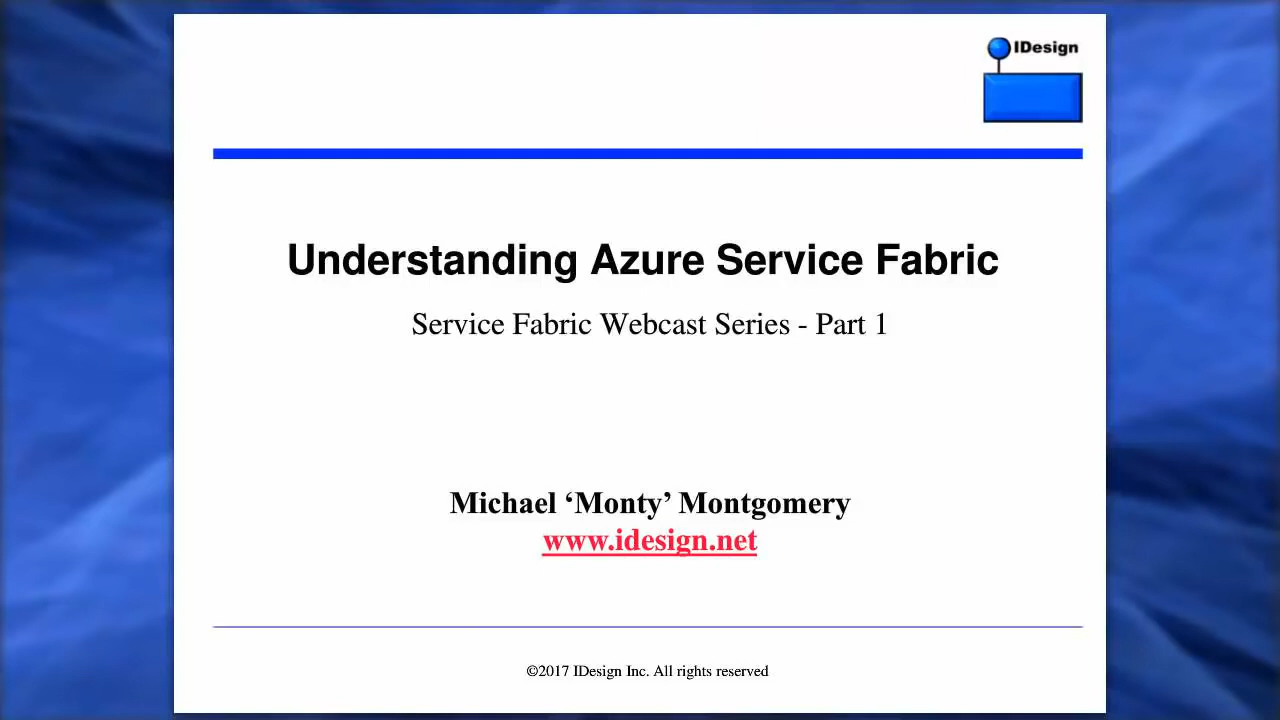 IDesign
Understanding Azure Service Fabric
Service Fabric Webcast Series - Part 1
Michael ‘Monty’ Montgomery
www.idesign.net
©2017 IDesign Inc. All rights reserved